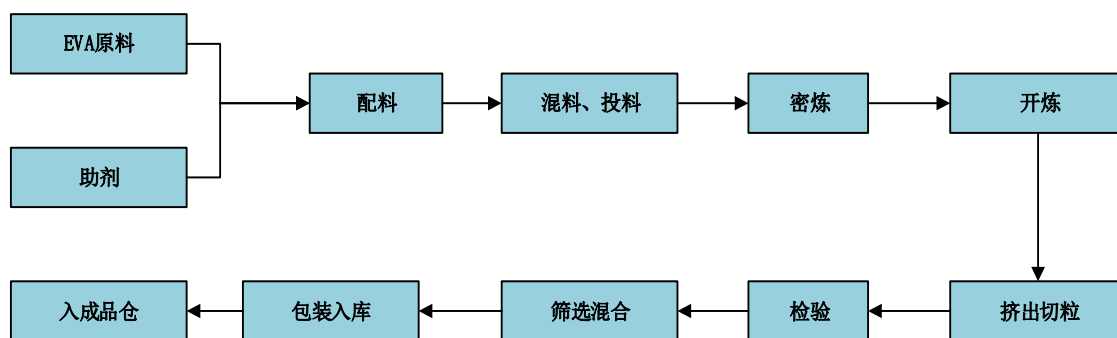 EVA原料
助剂
配料
混料、投料
密炼
开炼
挤出切粒
检验
筛选混合
包装入库
入成品仓